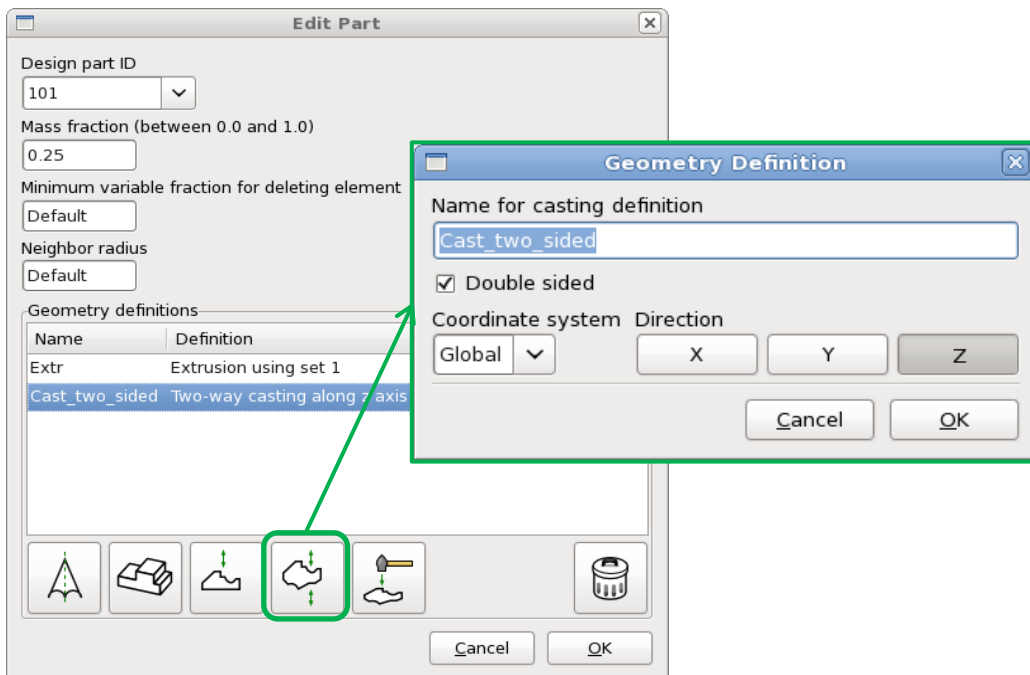 Edit Part
Design part ID
101
Mass fraction (between 0.0 and 1.0)
0.25
Minimum variable fraction for deleting element
Default
Neighbor radius
Default
Geometry definitions
Name Definition
Extr Extrusion using set 1
Cast_two_sided Two-way casting along z axis
Cancel OK
Geometry Definition
Name for casting definition
Cast_two_sided
Double sided
Coordinate system Direction
Global X Y Z
Cancel OK